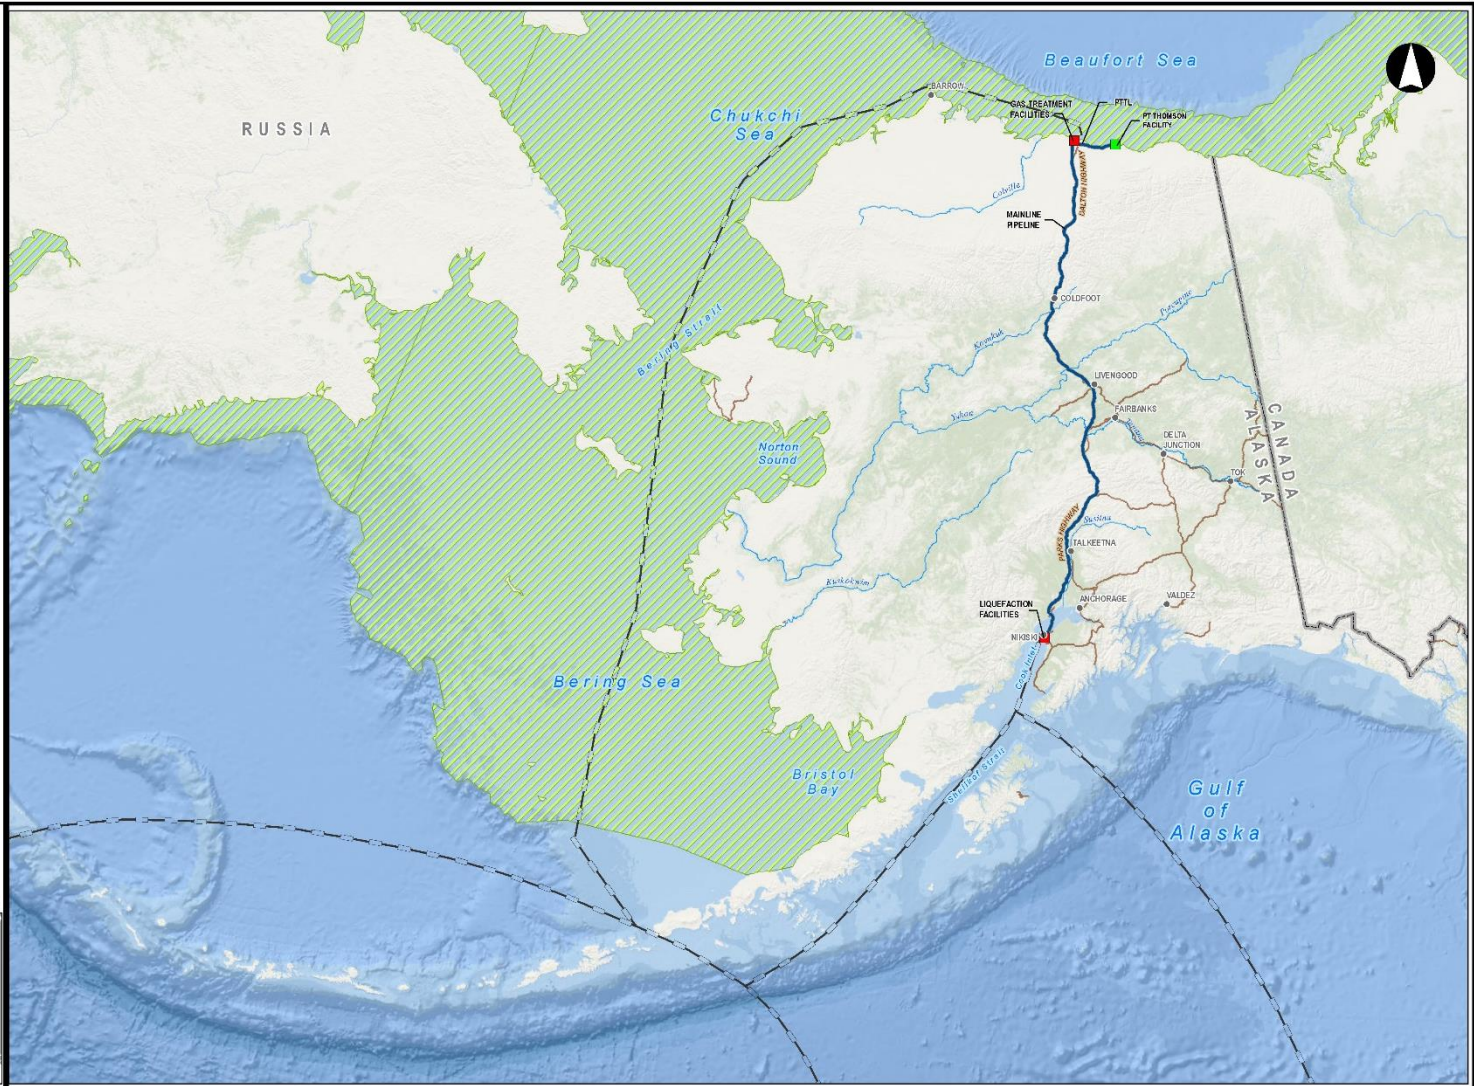 Beaufort Sea
BARROW
GAS TREATMENT
FACILITIES
PTTL
PT THOMSON
FACILITY
Chukchi
Sea
RUSSIA
DALTON HIGHWAY
Colville
MAINLINE
PIPELINE
COLDFOOT
Porcupine
Bering Strait
Koyukuk
LIVENGOOD
Yukon
FAIRBANKS
Tanana
DELTA
JUNCTION
CANADA
ALASKA
Norton
Sound
TOK
PARKS HIGHWAY
Susitna
TALKEETNA
Kuskokwim
LIQUEFACTION
FACILITIES
ANCHORAGE
VALDEZ
NIKISKI
Cook Inlet
Bering Sea
Shelikof Strait
Bristol
Bay
Gulf
of
Alaska